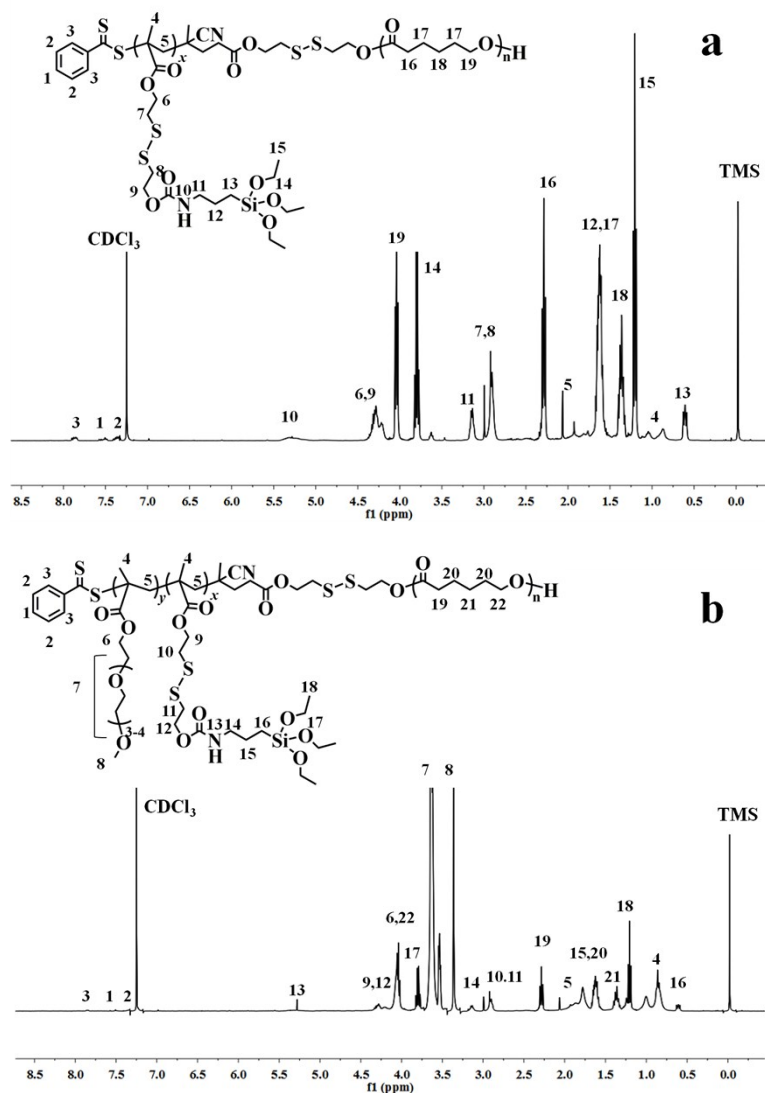 a
S
S
4
CN
5
x
O
O
O
S
S
O
O
17
17
O
H
n
16
18
19
3
2
1
3
2
O
O
6
7
S
S
8
9
O
O
10
N
H
11
12
13
Si
O
14
O
O
15
CDCl3
TMS
3
1
2
10
6,9
19
14
11
7,8
16
5
12,17
18
15
4
13
8.5 8.0 7.5 7.0 6.5 6.0 5.5 5.0 4.5 4.0 3.5 3.0 2.5 2.0 1.5 1.0 0.5 0.0
f1 (ppm)
b
S
S
4
4
CN
5
y
5
x
O
O
O
O
O
S
S
O
O
20
20
O
H
n
19
21
22
3
2
1
3
2
O
6
7
O
3-4
O
8
O
9
10
S
S
11
12
O
O
13
N
H
14
15
16
Si
O
17
O
O
18
CDCl3
TMS
3
1
2
13
9,12
6,22
17
7
8
14
10.11
19
5
15,20
21
18
4
16
8.5 8.0 7.5 7.0 6.5 6.0 5.5 5.0 4.5 4.0 3.5 3.0 2.5 2.0 1.5 1.0 0.5 0.0
f1 (ppm)